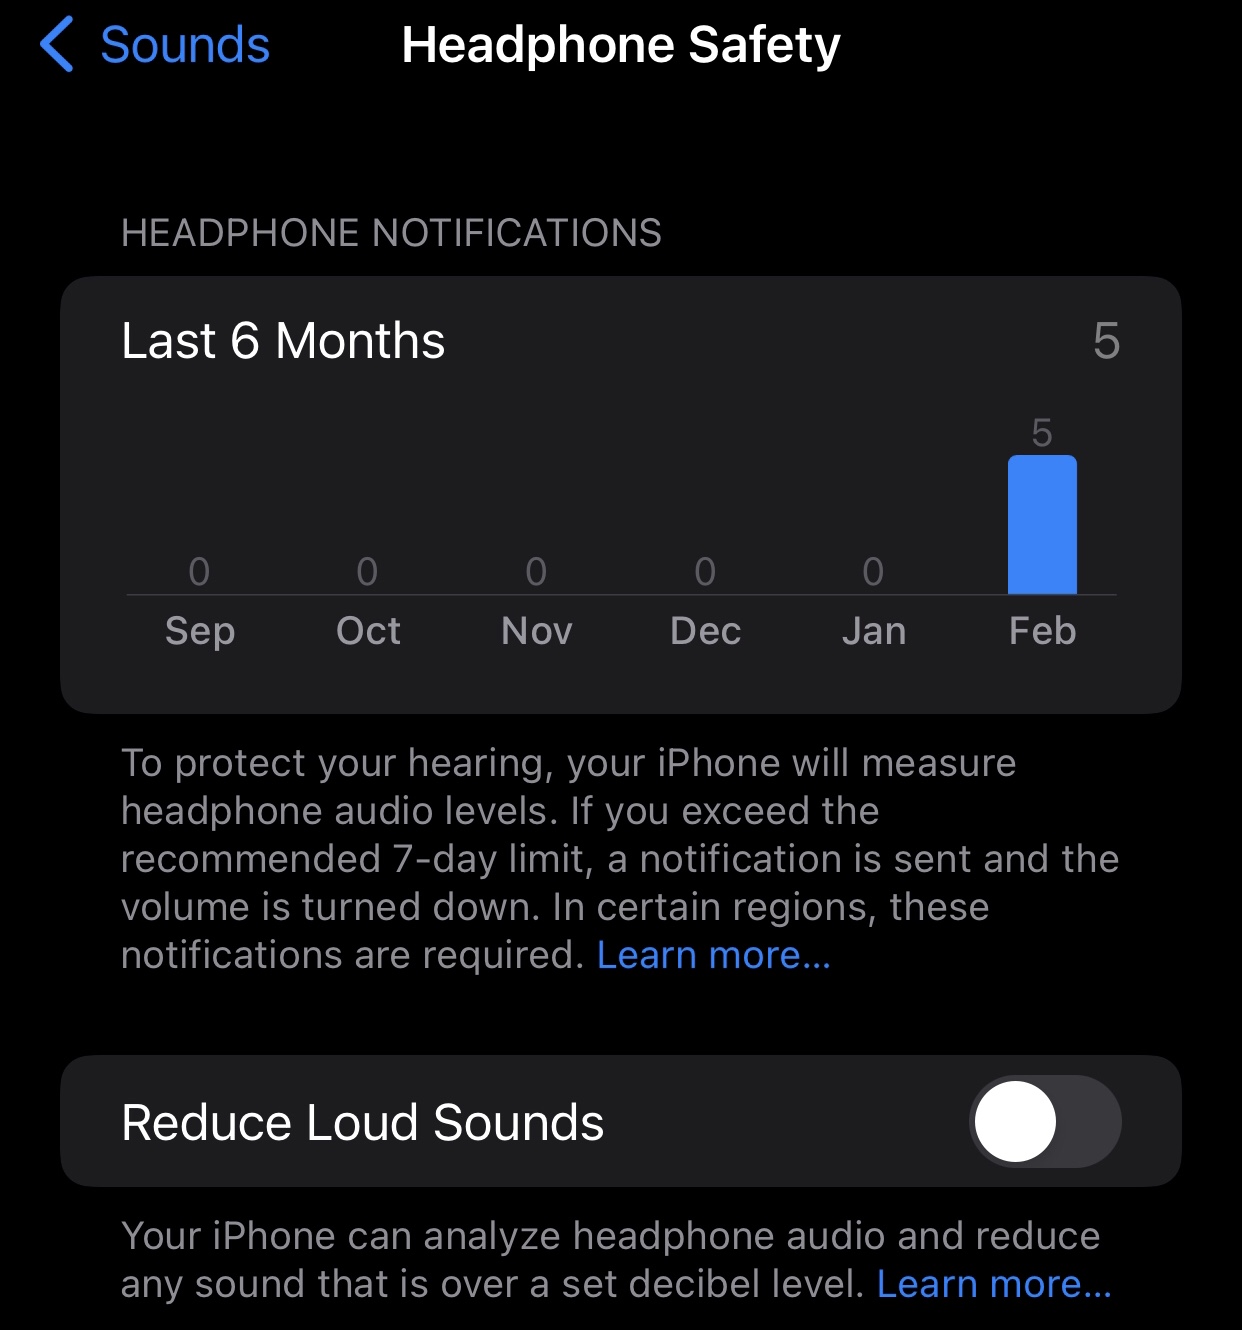 Sounds
Headphone Safety
HEADPHONE NOTIFICATIONS
Last 6 Months 5
5
0 0 0 0 0
Sep Oct Nov Dec Jan Feb
To protect your hearing, your iPhone will measure
headphone audio levels. If you exceed the
recommended 7-day limit, a notification is sent and the
volume is turned down. In certain regions, these
notifications are required. Learn more...
Reduce Loud Sounds
Your iPhone can analyze headphone audio and reduce
any sound that is over a set decibel level. Learn more...